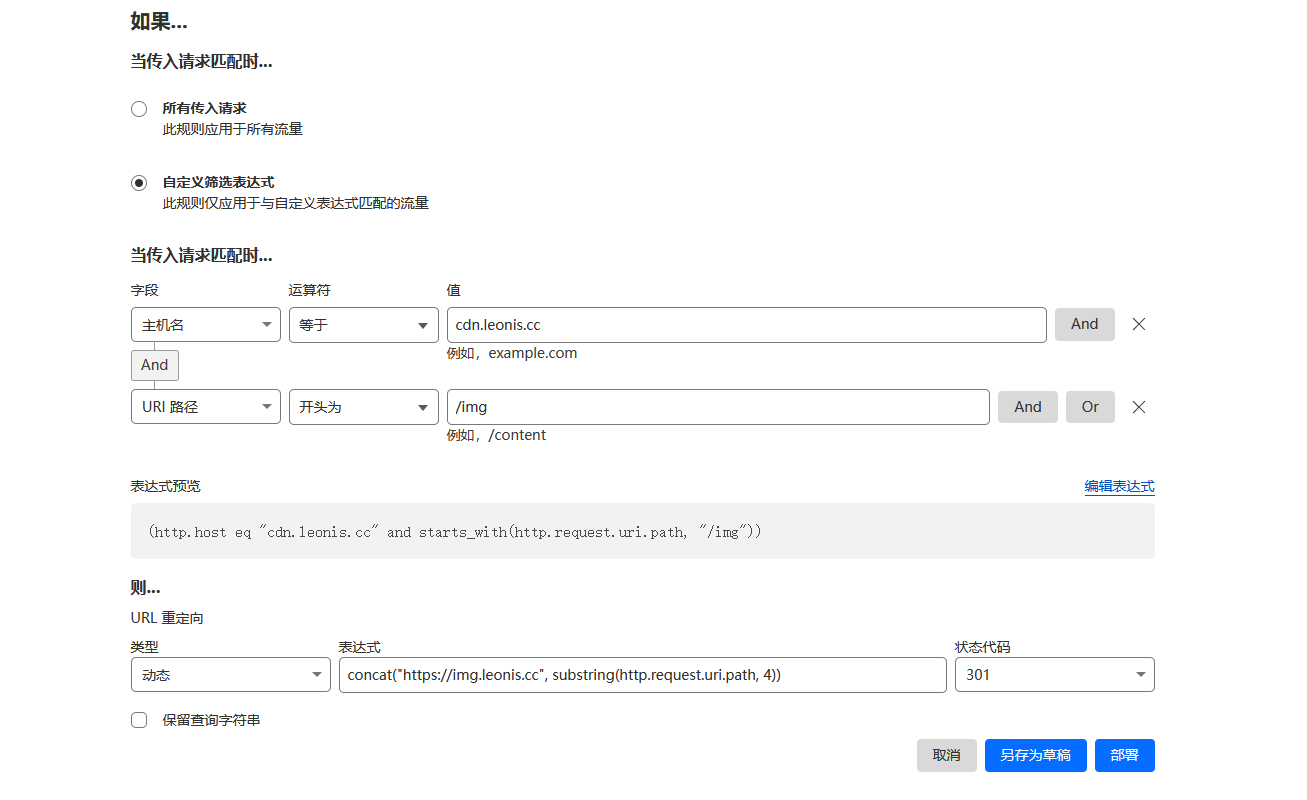 如果...
当传入请求匹配时...
所有传入请求
此规则应用于所有流量
自定义筛选表达式
此规则仅应用于与自定义表达式匹配的流量
当传入请求匹配时...
字段 运算符 值
主机名 等于 cdn.leonis.cc And
例如，example.com
And
URI 路径 开头为 /img And Or
例如，/content
表达式预览 编辑表达式
(http.host eq "cdn.leonis.cc" and starts_with(http.request.uri.path, "/img"))
则...
URL 重定向
类型 表达式 状态代码
动态 concat("https://img.leonis.cc", substring(http.request.uri.path, 4)) 301
保留查询字符串
取消 另存为草稿 部署